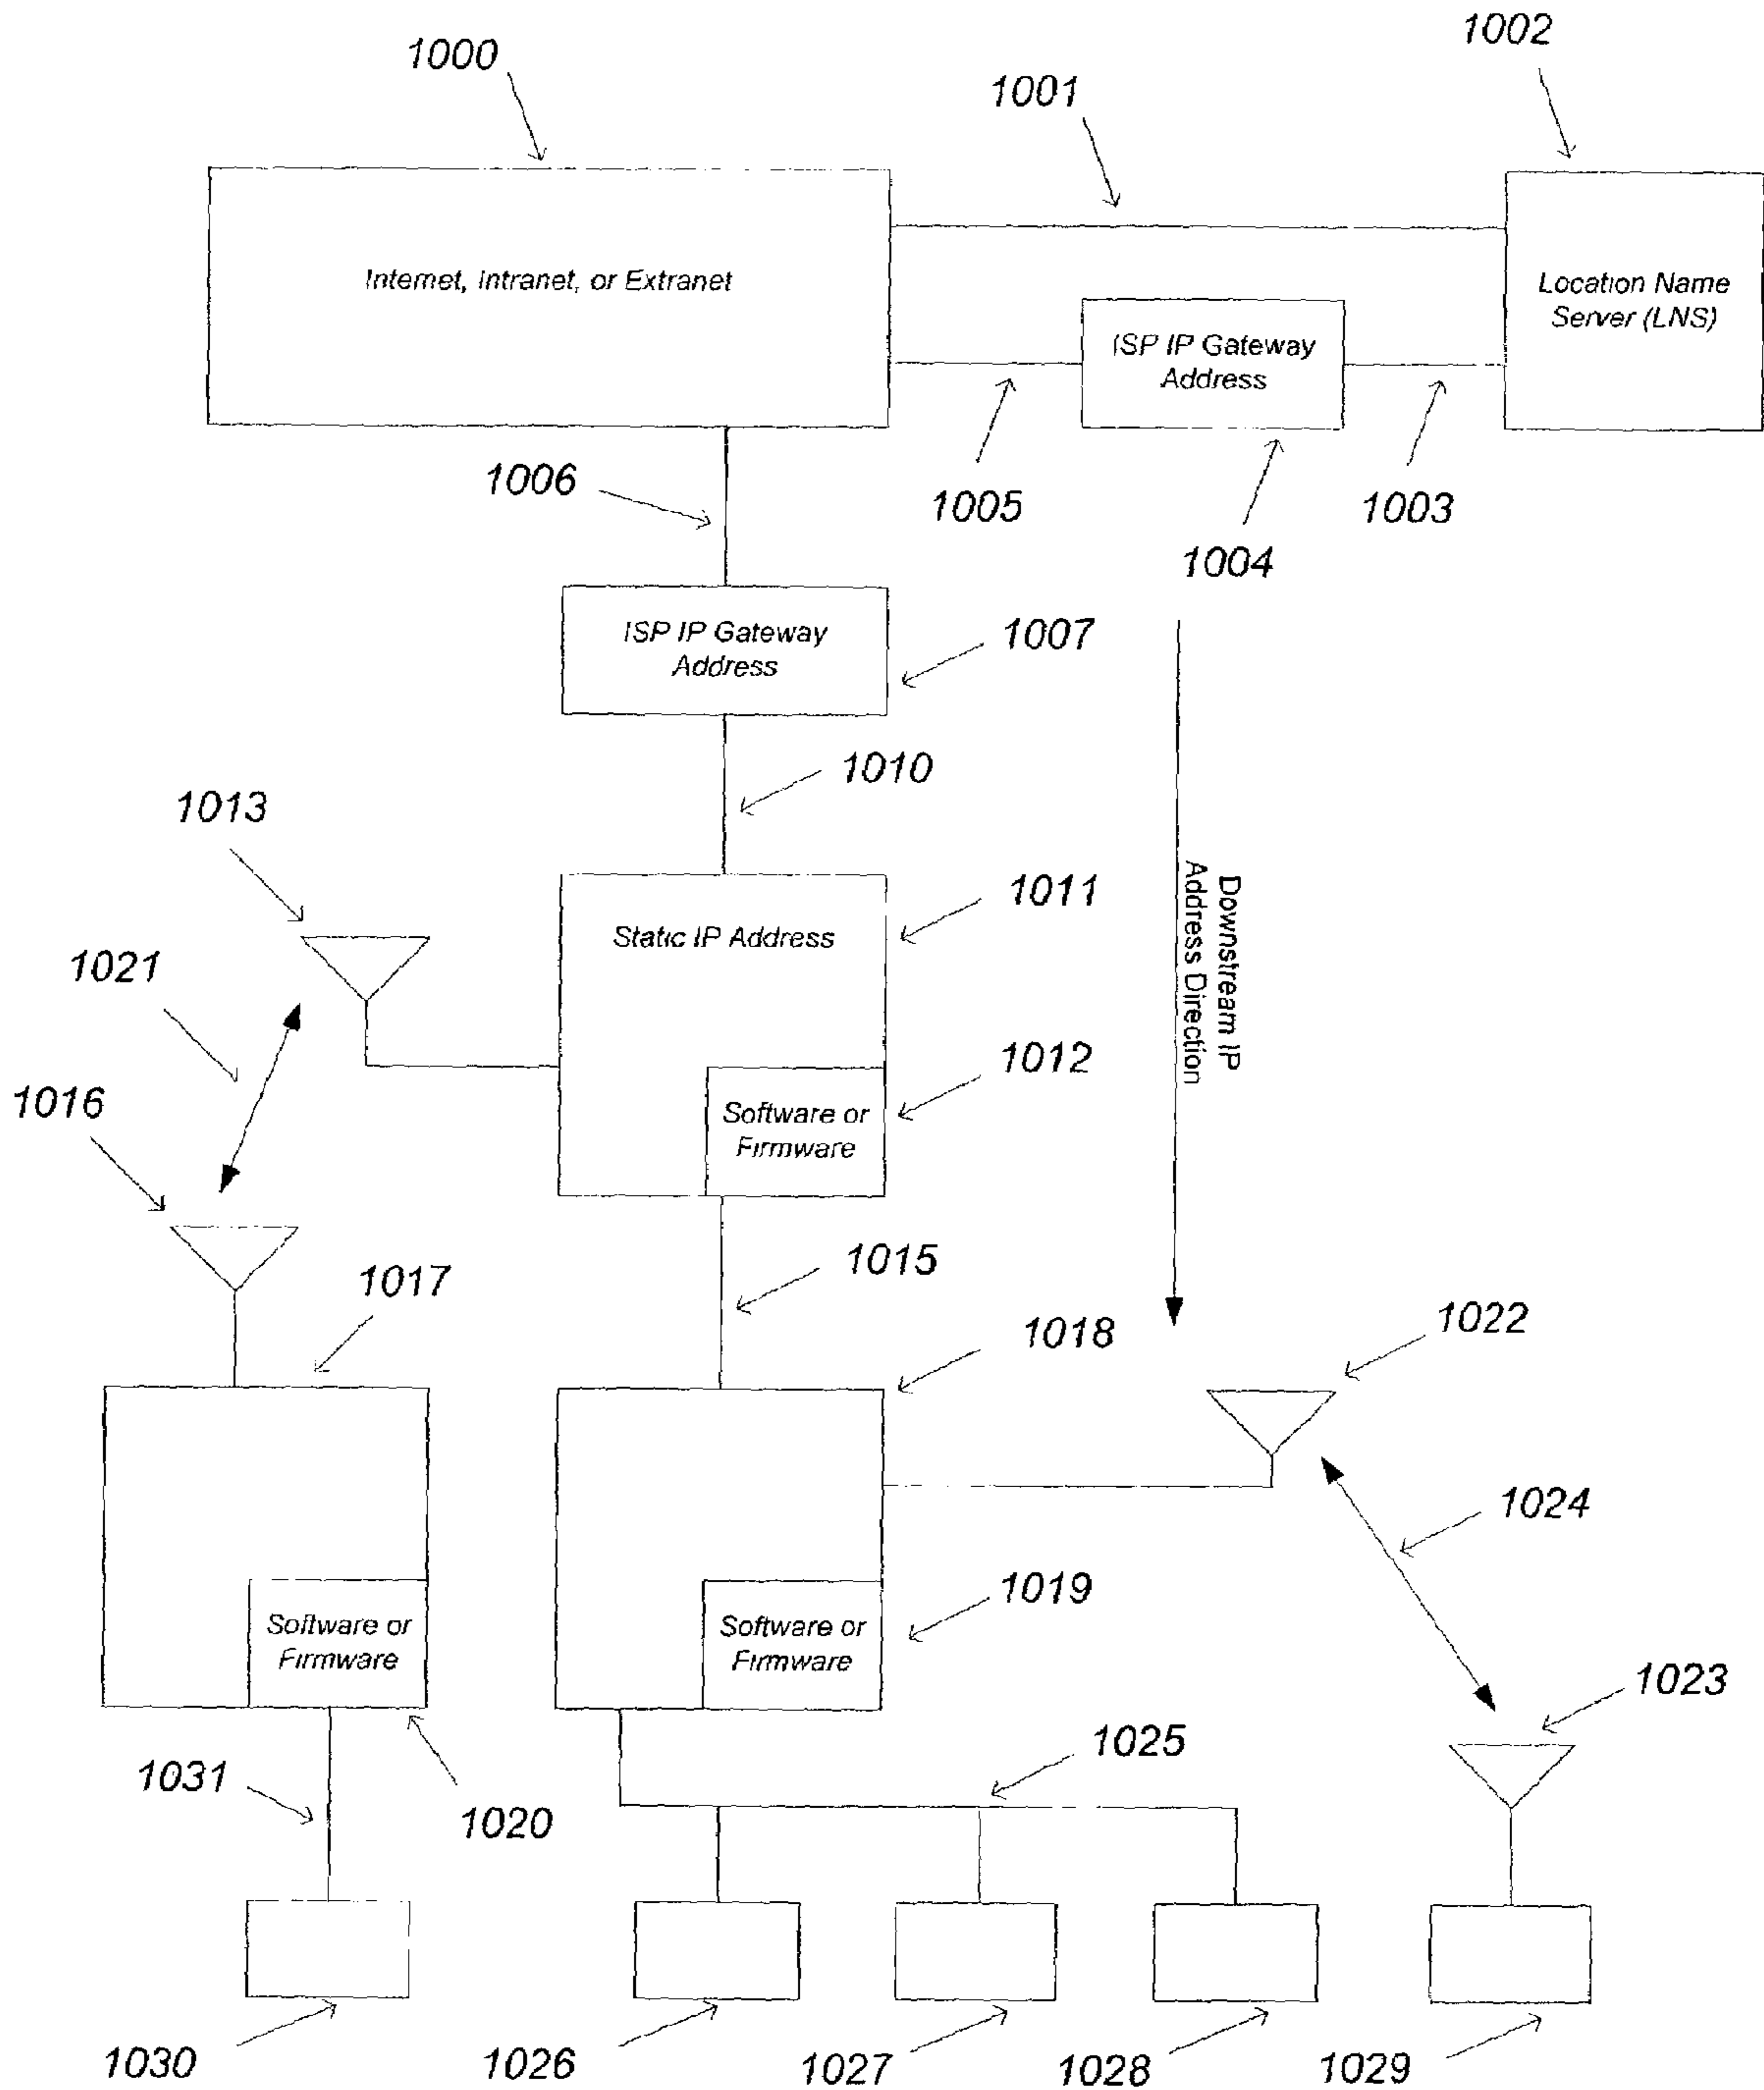 1000
1001
1002
Internet, Intranet, or Extranet
Location Name
Server (LNS)
ISP IP Gateway
Address
1006
1005
1004
1003
ISP IP Gateway
Address
1007
1010
1013
Static IP Address
1011
Downstream IP
Address Direction
1021
1012
Software or
Firmware
1016
1015
1017
1018
1022
1024
1019
Software or
Firmware
Software or
Firmware
1023
1025
1031
1020
1030
1026
1027
1028
1029